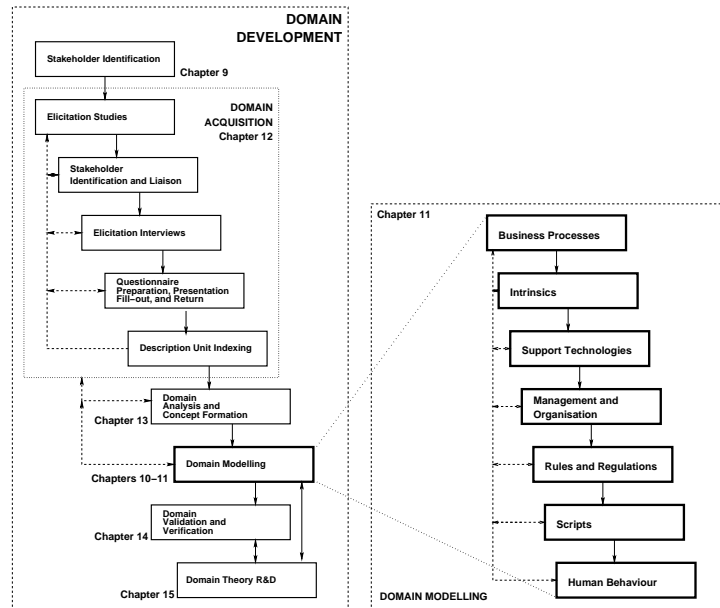 DOMAIN
DEVELOPMENT
Stakeholder Identification
Chapter 9
Elicitation Studies
DOMAIN
ACQUISITION
Chapter 12
Stakeholder
Identification and Liaison
Elicitation Interviews
Questionnaire
Preparation, Presentation
Fill–out, and Return
Description Unit Indexing
Domain
Analysis and
Concept Formation
Chapter 13
Domain Modelling
Chapters 10–11
Domain
Validation and
Verification
Chapter 14
Domain Theory R&D
Chapter 15
Chapter 11
Business Processes
Intrinsics
Support Technologies
Management and
Organisation
Rules and Regulations
Scripts
Human Behaviour
DOMAIN MODELLING